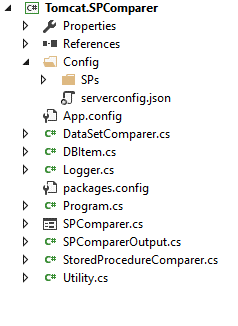 C# Tomcat.SPComparer
Properties
References
Config
SPs
serverconfig.json
App.config
C# DataSetComparer.cs
C# DBItem.cs
C# Logger.cs
packages.config
C# Program.cs
SPComparer.cs
C# SPComparerOutput.cs
C# StoredProcedureComparer.cs
C# Utility.cs